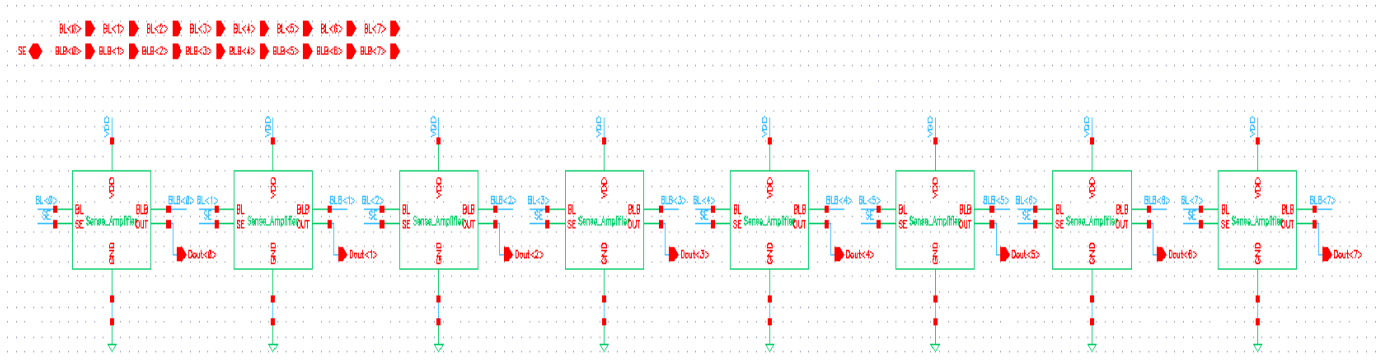 BL<0> BL<1> BL<2> BL<3> BL<4> BL<5> BL<6> BL<7>
SE BLB<0> BLB<1> BLB<2> BLB<3> BLB<4> BLB<5> BLB<6> BLB<7>
VDD VDD VDD VDD VDD VDD VDD VDD
VDD VDD VDD VDD VDD VDD VDD VDD
BL<0> BLB<0> BL<1> BLB<1> BL<2> BLB<2> BL<3> BLB<3> BL<4> BLB<4> BL<5> BLB<5> BL<6> BLB<6> BL<7> BLB<7>
BL BLB BL BLB BL BLB BL BLB BL BLB BL BLB BL BLB BL BLB
SE SE SE SE SE SE SE SE
Sense_Amplifier Sense_Amplifier Sense_Amplifier Sense_Amplifier Sense_Amplifier Sense_Amplifier Sense_Amplifier Sense_Amplifier
SE OUT SE OUT SE OUT SE OUT SE OUT SE OUT SE OUT SE OUT
GND GND GND GND GND GND GND GND
Dout<0> Dout<1> Dout<2> Dout<3> Dout<4> Dout<5> Dout<6> Dout<7>